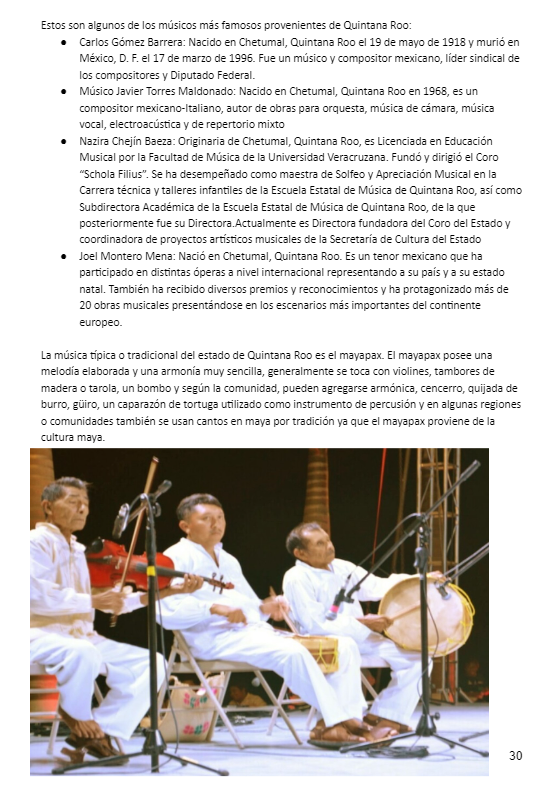 Estos son algunos de los músicos más famosos provenientes de Quintana Roo:
● Carlos Gómez Barrera: Nacido en Chetumal, Quintana Roo el 19 de mayo de 1918 y murió en
México, D. F. el 17 de marzo de 1996. Fue un músico y compositor mexicano, líder sindical de
los compositores y Diputado Federal.
● Músico Javier Torres Maldonado: Nacido en Chetumal, Quintana Roo en 1968, es un
compositor mexicano-Italiano, autor de obras para orquesta, música de cámara, música
vocal, electroacústica y de repertorio mixto
● Nazira Chejín Baeza: Originaria de Chetumal, Quintana Roo, es Licenciada en Educación
Musical por la Facultad de Música de la Universidad Veracruzana. Fundó y dirigió el Coro
“Schola Filius”. Se ha desempeñado como maestra de Solfeo y Apreciación Musical en la
Carrera técnica y talleres infantiles de la Escuela Estatal de Música de Quintana Roo, así como
Subdirectora Académica de la Escuela Estatal de Música de Quintana Roo, de la que
posteriormente fue su Directora.Actualmente es Directora fundadora del Coro del Estado y
coordinadora de proyectos artísticos musicales de la Secretaría de Cultura del Estado
● Joel Montero Mena: Nació en Chetumal, Quintana Roo. Es un tenor mexicano que ha
participado en distintas óperas a nivel internacional representando a su país y a su estado
natal. También ha recibido diversos premios y reconocimientos y ha protagonizado más de
20 obras musicales presentándose en los escenarios más importantes del continente
europeo.
La música típica o tradicional del estado de Quintana Roo es el mayapax. El mayapax posee una
melodía elaborada y una armonía muy sencilla, generalmente se toca con violines, tambores de
madera o tarola, un bombo y según la comunidad, pueden agregarse armónica, cencerro, quijada de
burro, güiro, un caparazón de tortuga utilizado como instrumento de percusión y en algunas regiones
o comunidades también se usan cantos en maya por tradición ya que el mayapax proviene de la
cultura maya.
30